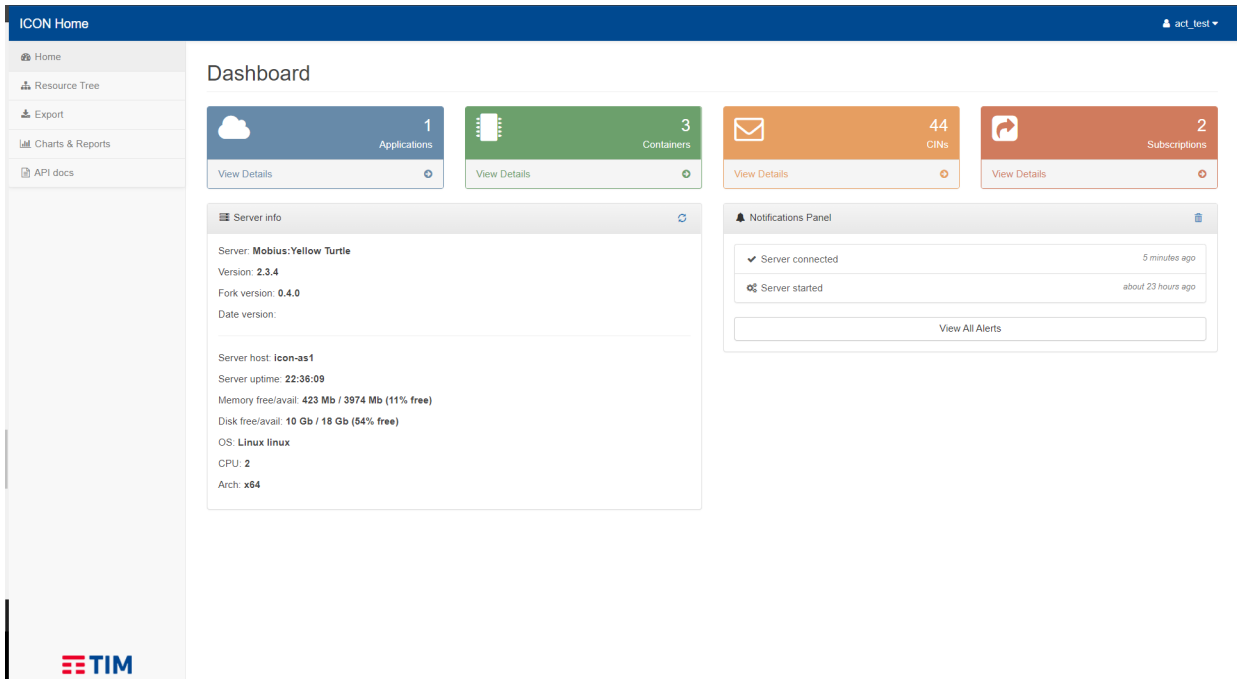 ICON Home
act_test
Home
Resource Tree
Export
Charts & Reports
API docs
Dashboard
1
Applications
View Details
3
Containers
View Details
44
CINs
View Details
2
Subscriptions
View Details
Server info
Server: Mobius:Yellow Turtle
Version: 2.3.4
Fork version: 0.4.0
Date version:
Server host: icon-as1
Server uptime: 22:36:09
Memory free/avail: 423 Mb / 3974 Mb (11% free)
Disk free/avail: 10 Gb / 18 Gb (54% free)
OS: Linux linux
CPU: 2
Arch: x64
Notifications Panel
Server connected 5 minutes ago
Server started about 23 hours ago
View All Alerts
TIM